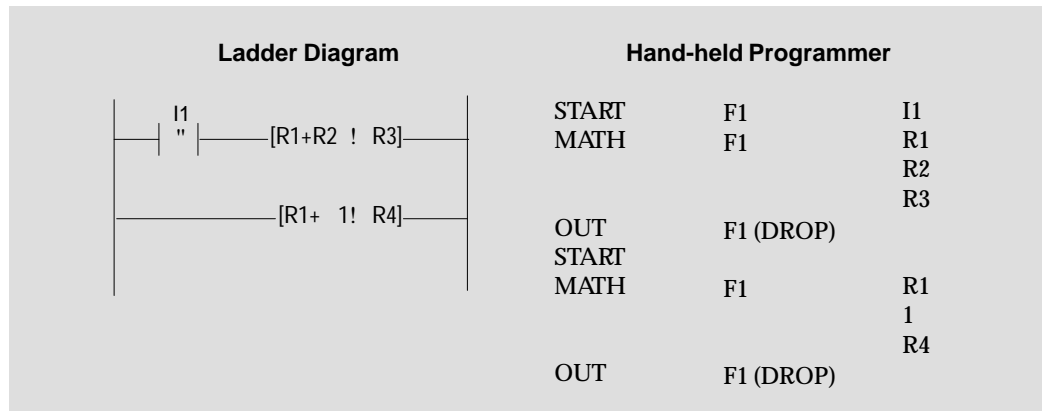 Ladder Diagram
I1
" [R1+R2 ! R3]
[R1+ 1! R4]
Hand-held Programmer
START F1 I1
MATH F1 R1
R2
R3
OUT F1 (DROP)
START
MATH F1 R1
1
R4
OUT F1 (DROP)